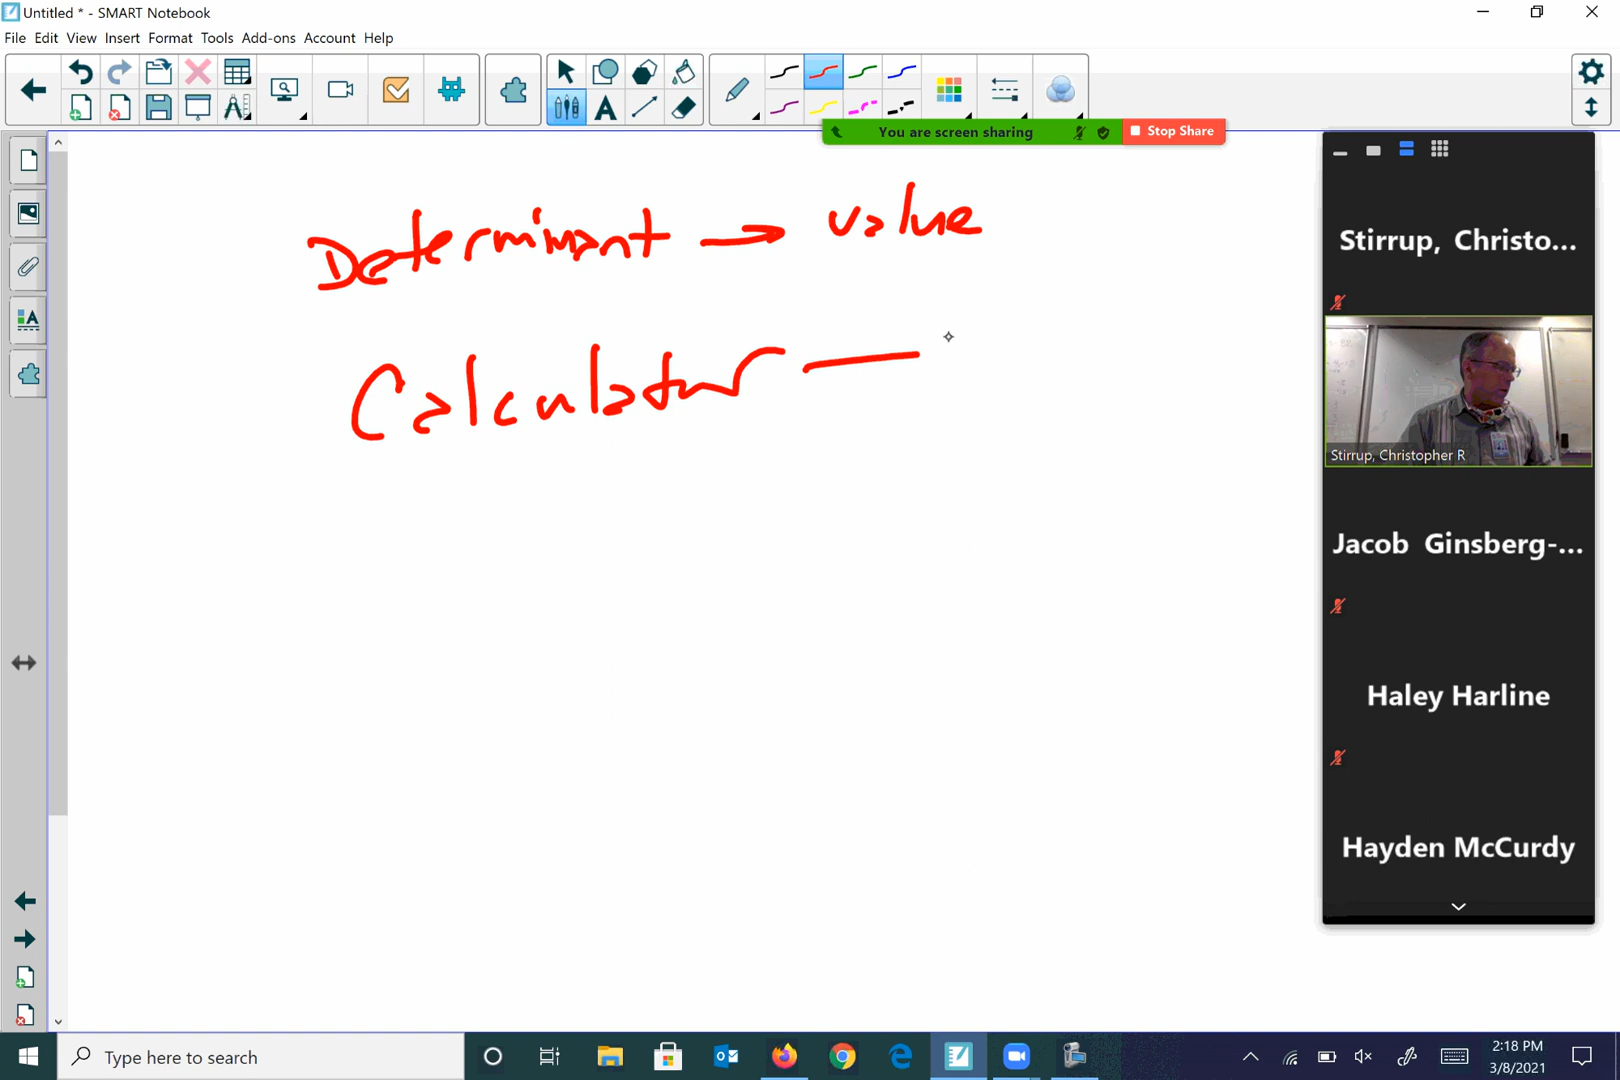 Untitled * - SMART Notebook
File Edit View Insert Format Tools Add-ons Account Help
You are screen sharing
Stop Share
Determinant → value
Calculator —
Stirrup, Christo...
Stirrup, Christopher R
Jacob Ginsberg-...
Haley Harline
Hayden McCurdy
Type here to search
2:18 PM
3/8/2021